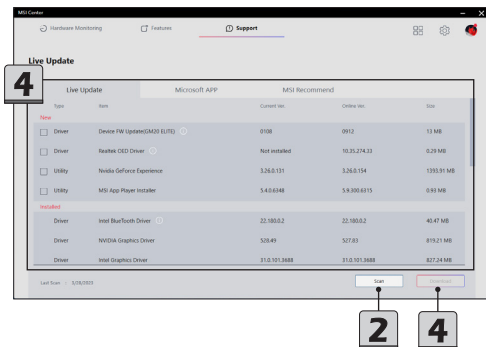 MSI Center
Hardware Monitoring Features Support
Live Update
4
Live Update Microsoft APP MSI Recommend
Type Item Current Ver. Online Ver. Size
New
Driver Device FW Update(GM20 ELITE) 0108 0912 13 MB
Driver Realtek OED Driver Not installed 10.35.274.33 0.29 MB
Utility Nvidia GeForce Experience 3.26.0.131 3.26.0.154 1393.91 MB
Utility MSI App Player Installer 5.4.0.6348 5.9.300.6315 0.93 MB
Installed
Driver Intel BlueTooth Driver 22.180.0.2 22.180.0.2 40.47 MB
Driver NVIDIA Graphics Driver 528.49 527.83 819.21 MB
Driver Intel Graphics Driver 31.0.101.3688 31.0.101.3688 827.24 MB
Last Scan : 3/28/2023 Scan Download
2 4